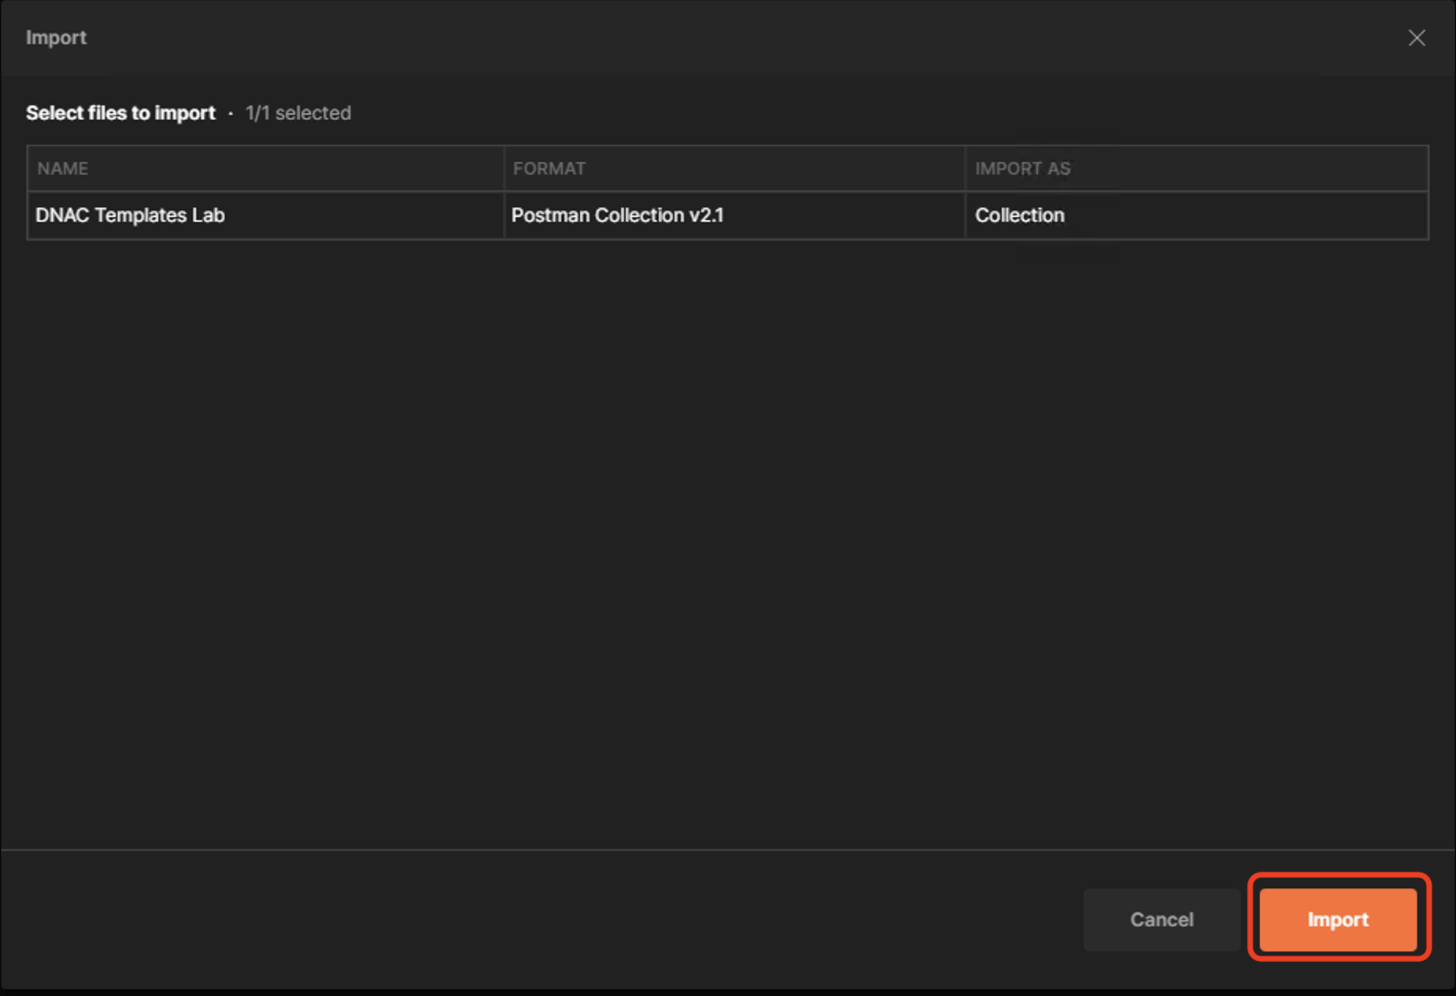 Import
Select files to import · 1/1 selected
NAME FORMAT IMPORT AS
DNAC Templates Lab Postman Collection v2.1 Collection
Cancel Import